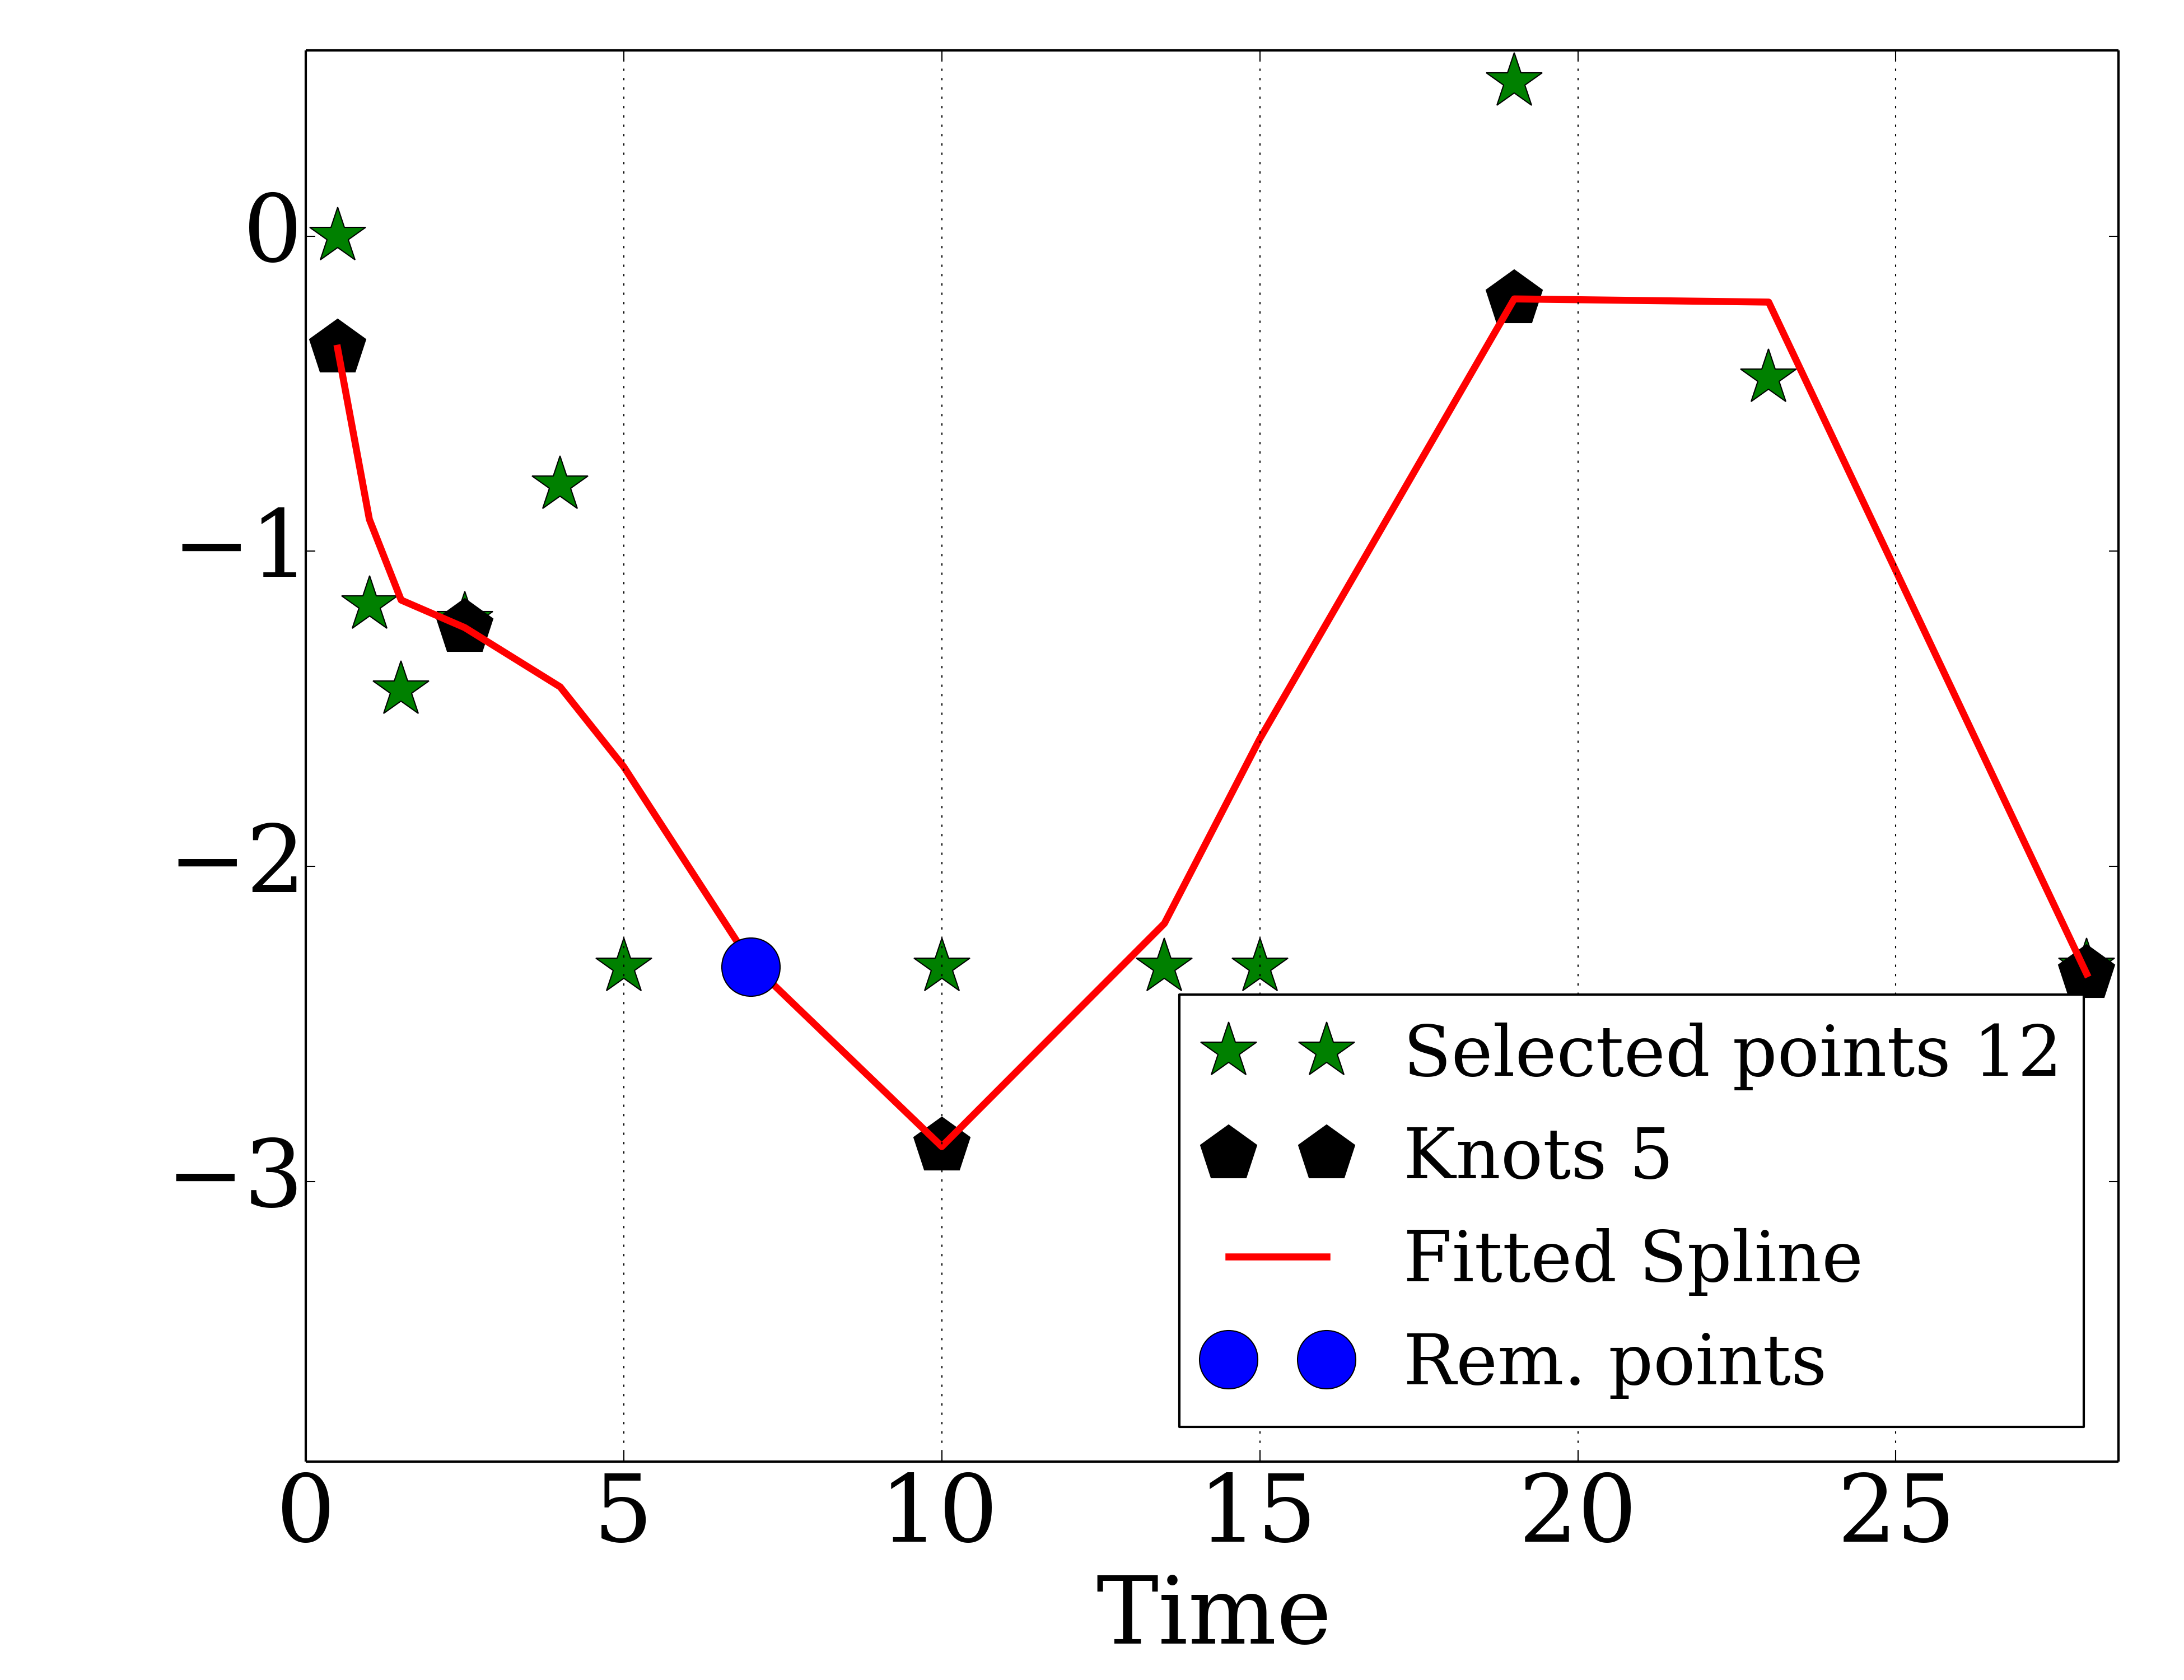 0
−1
−2
−3
Selected points 12
Knots 5
Fitted Spline
Rem. points
0 5 10 15 20 25
Time